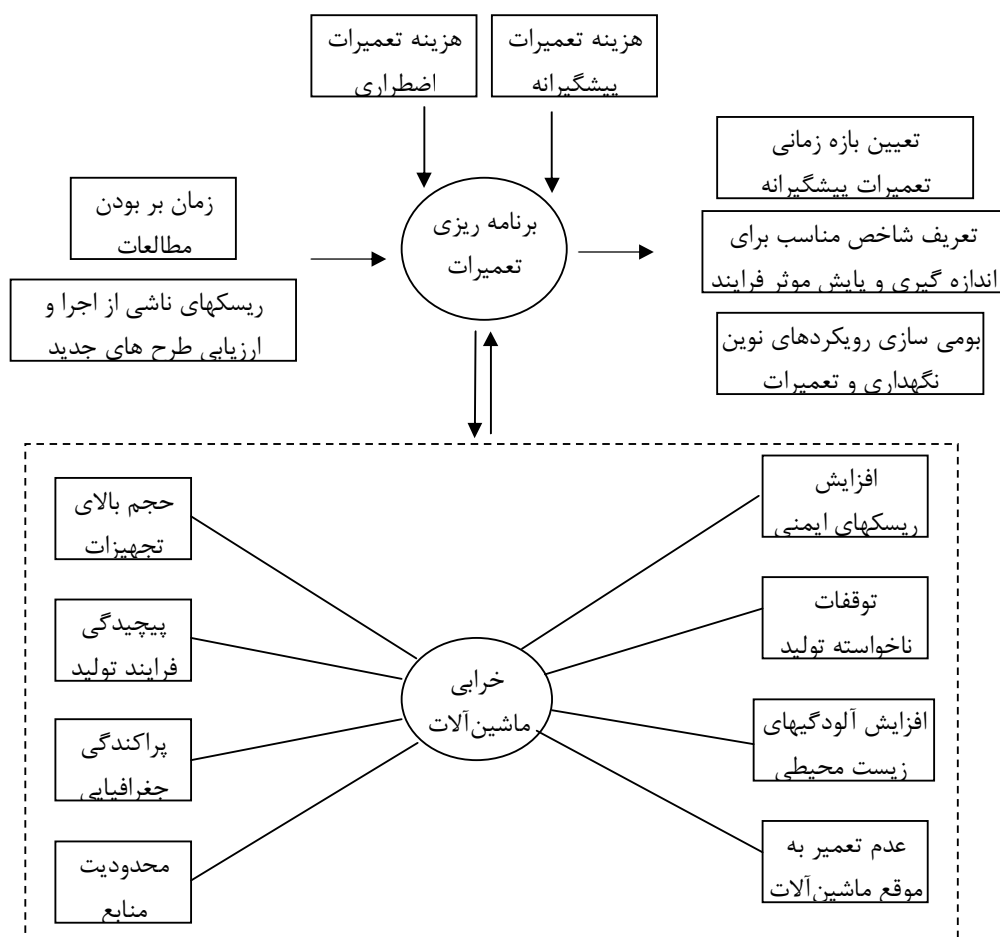 هزینه تعمیرات
پیشگیرانه
هزینه تعمیرات
اضطراری
تعیین بازه زمانی
تعمیرات پیشگیرانه
تعریف شاخص مناسب برای
اندازه گیری و پایش موثر فرایند
بومی سازی رویکردهای نوین
نگهداری و تعمیرات
برنامه ریزی
تعمیرات
زمان بر بودن
مطالعات
ریسکهای ناشی از اجرا و
ارزیابی طرح های جدید
افزایش
ریسکهای ایمنی
توقفات
ناخواسته تولید
افزایش آلودگیهای
زیست محیطی
عدم تعمیر به
موقع ماشین‌آلات
خرابی
ماشین‌آلات
حجم بالای
تجهیزات
پیچیدگی
فرایند تولید
پراکندگی
جغرافیایی
محدودیت
منابع